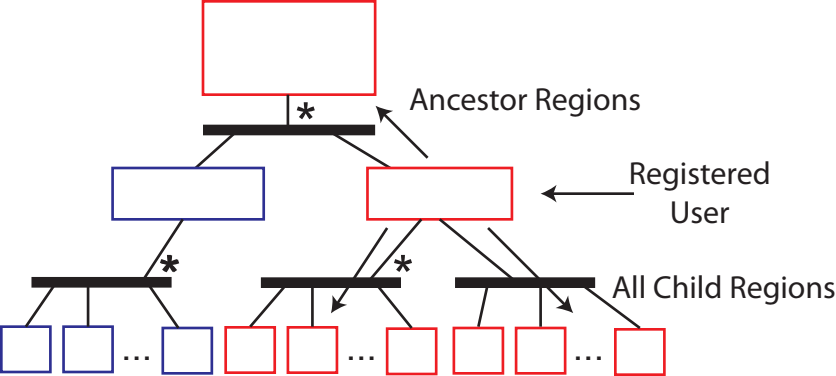 *
Ancestor Regions
Registered
User
*
*
All Child Regions
...
...
...